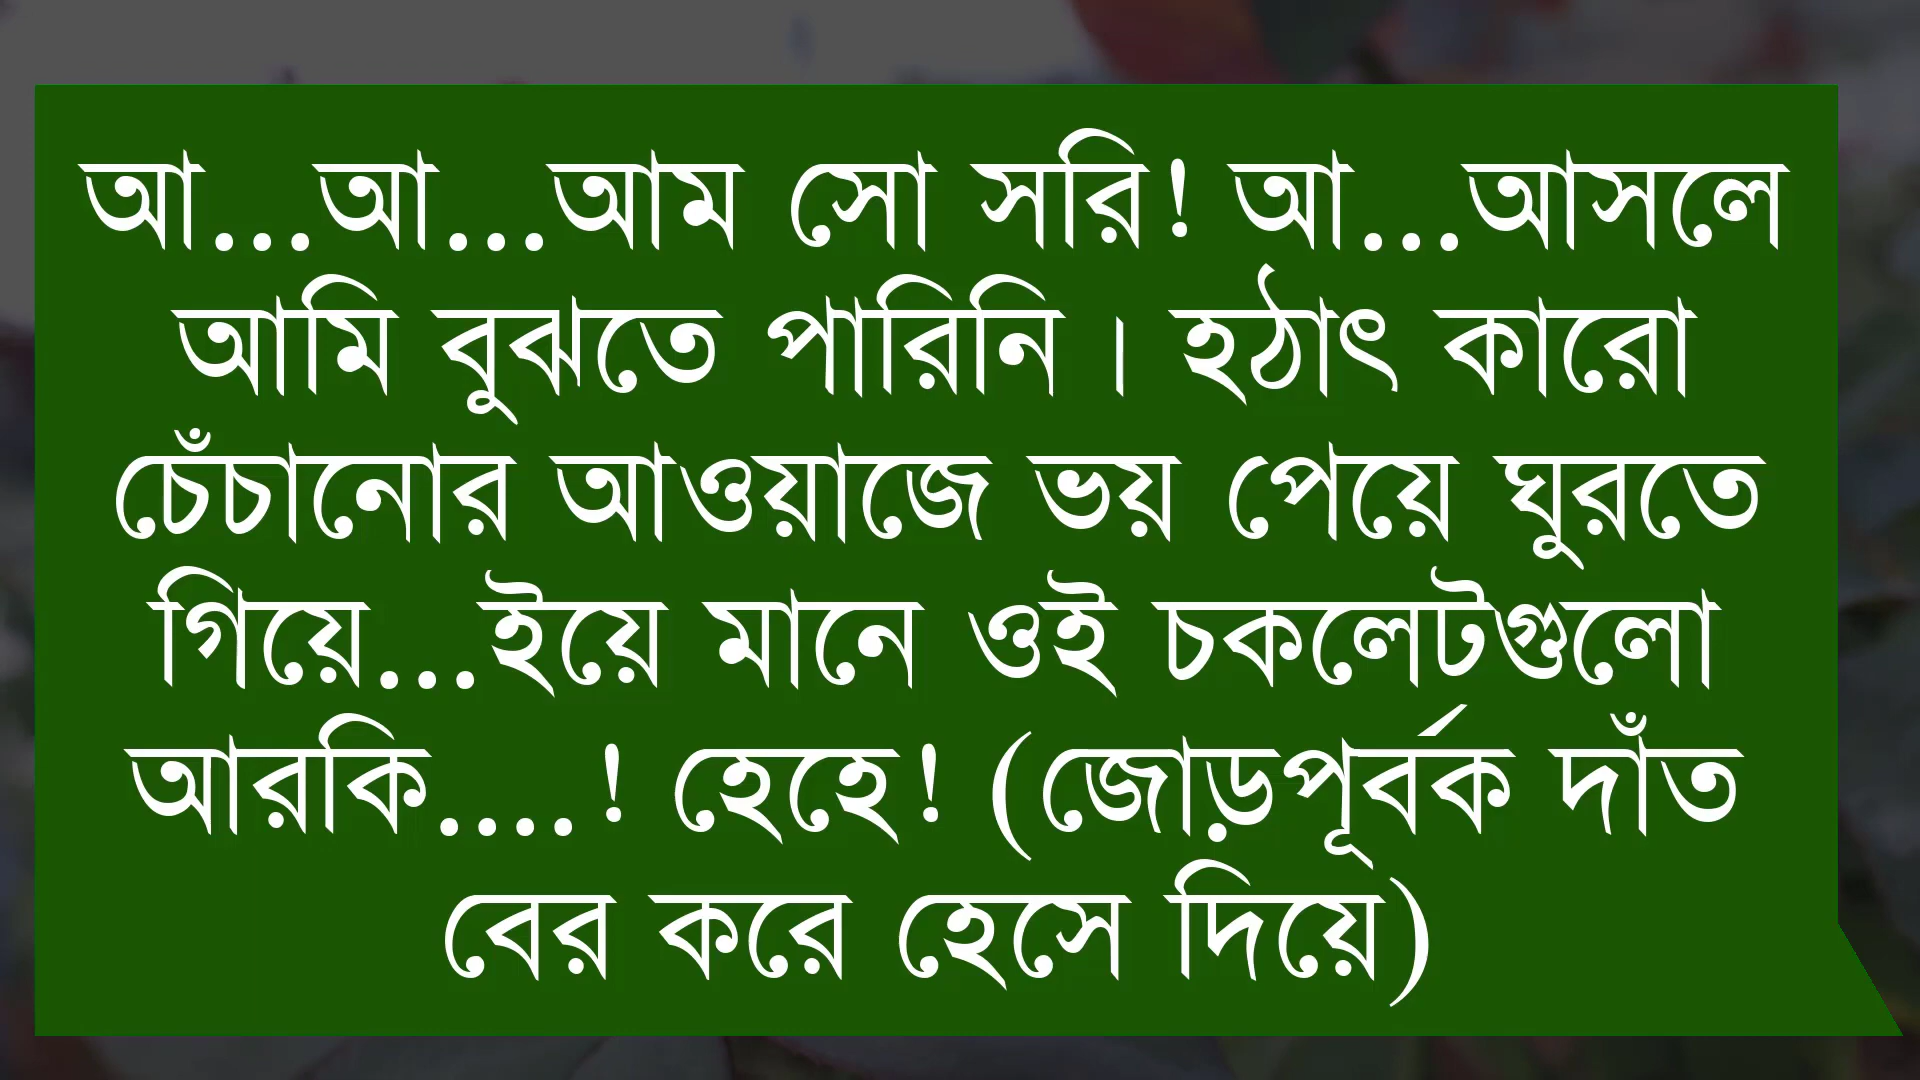 আ...আ...আম সো সরি! আ...আসলে
আমি বুঝতে পারিনি। হঠাৎ কারো
চেঁচানোর আওয়াজে ভয় পেয়ে ঘুরতে
গিয়ে...ইয়ে মানে ওই চকলেটগুলো
আরকি....! হেহে! (জোড়পূর্বক দাঁত
বের করে হেসে দিয়ে)